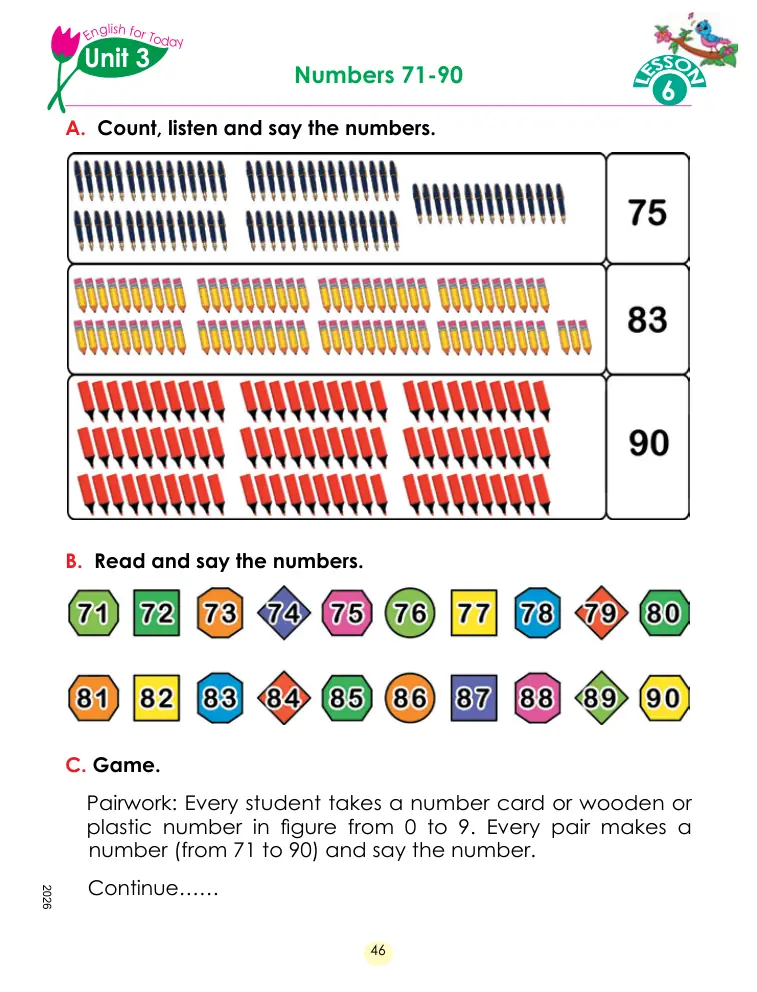 English for Today
Unit 3
Numbers 71-90
LESSON
6
A. Count, listen and say the numbers.
75
83
90
B. Read and say the numbers.
71 72 73 74 75 76 77 78 79 80
81 82 83 84 85 86 87 88 89 90
C. Game.
Pairwork: Every student takes a number card or wooden or
plastic number in figure from 0 to 9. Every pair makes a
number (from 71 to 90) and say the number.
Continue......
2026
46